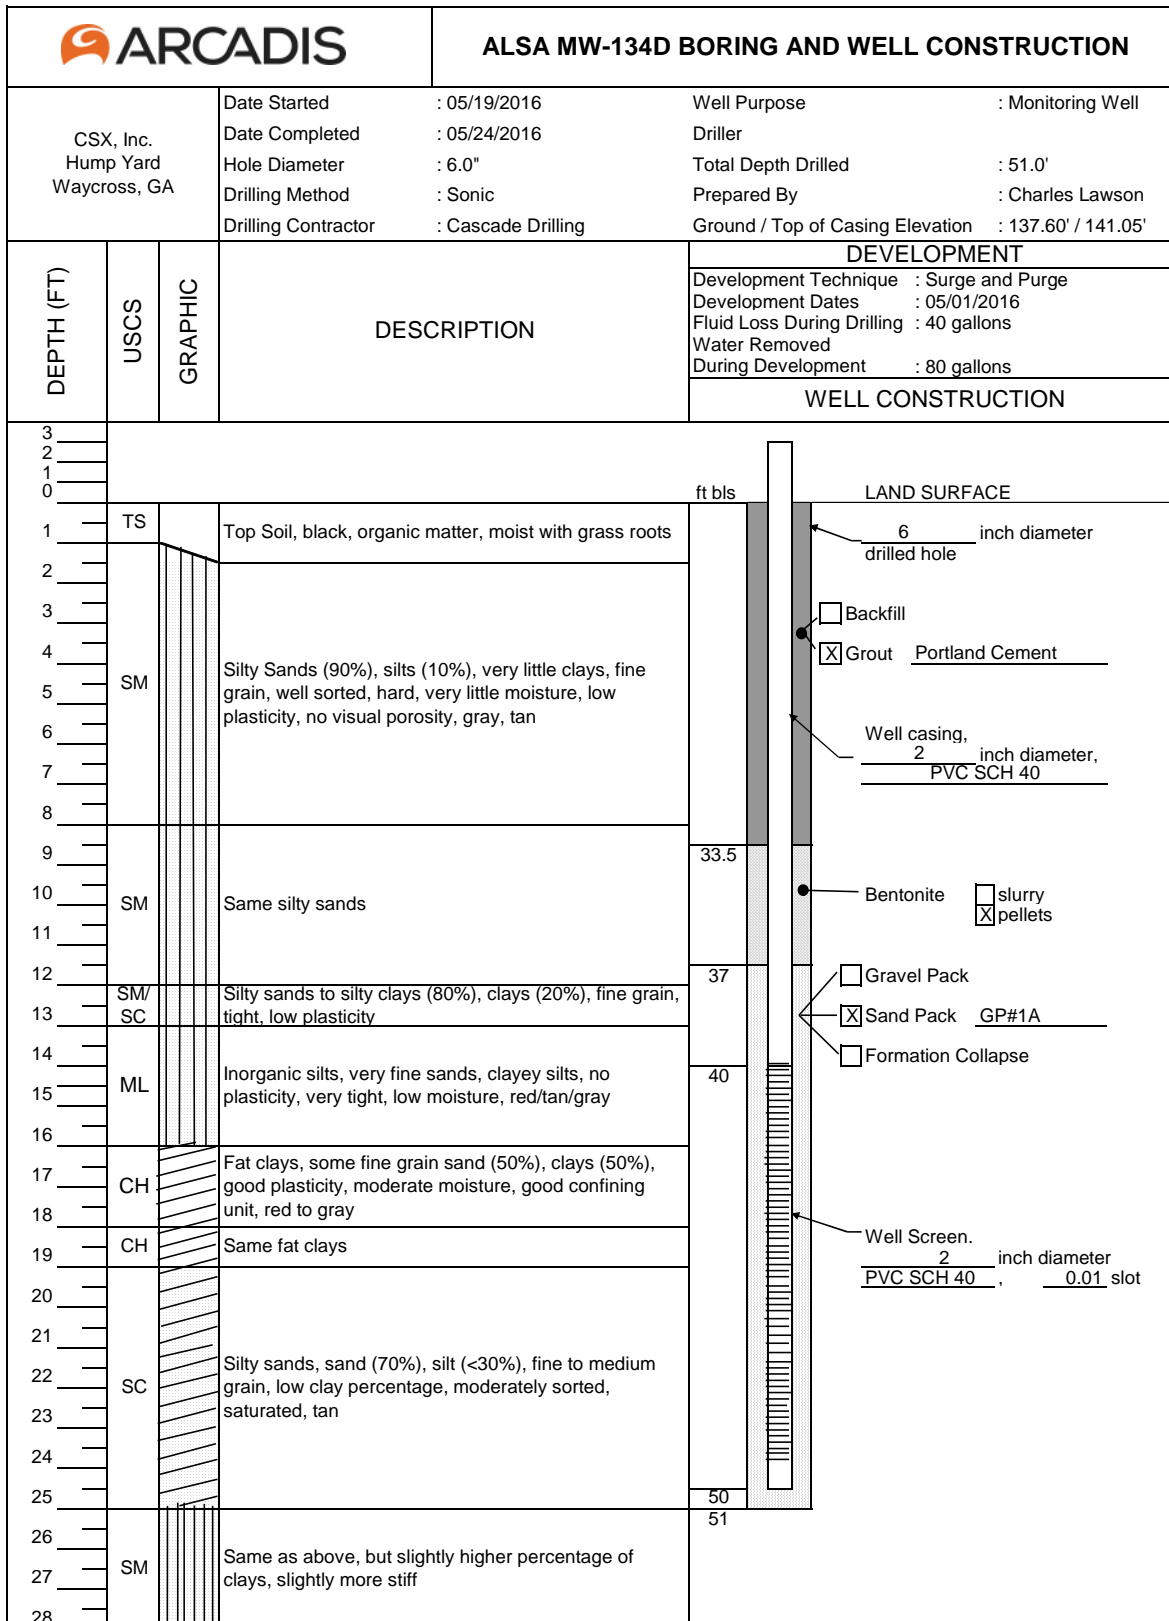 ARCADIS
ALSA MW-134D BORING AND WELL CONSTRUCTION
CSX, Inc.
Hump Yard
Waycross, GA
Date Started : 05/19/2016
Date Completed : 05/24/2016
Hole Diameter : 6.0"
Drilling Method : Sonic
Drilling Contractor : Cascade Drilling
Well Purpose : Monitoring Well
Driller
Total Depth Drilled : 51.0'
Prepared By : Charles Lawson
Ground / Top of Casing Elevation : 137.60' / 141.05'
DEPTH (FT)
USCS
GRAPHIC
DESCRIPTION
DEVELOPMENT
Development Technique : Surge and Purge
Development Dates : 05/01/2016
Fluid Loss During Drilling : 40 gallons
Water Removed
During Development : 80 gallons
WELL CONSTRUCTION
3
2
1
0
1
2
3
4
5
6
7
8
9
10
11
12
13
14
15
16
17
18
19
20
21
22
23
24
25
26
27
28
TS
Top Soil, black, organic matter, moist with grass roots
SM
Silty Sands (90%), silts (10%), very little clays, fine
grain, well sorted, hard, very little moisture, low
plasticity, no visual porosity, gray, tan
SM
Same silty sands
SM/
SC
Silty sands to silty clays (80%), clays (20%), fine grain,
tight, low plasticity
ML
Inorganic silts, very fine sands, clayey silts, no
plasticity, very tight, low moisture, red/tan/gray
CH
Fat clays, some fine grain sand (50%), clays (50%),
good plasticity, moderate moisture, good confining
unit, red to gray
CH
Same fat clays
SC
Silty sands, sand (70%), silt (<30%), fine to medium
grain, low clay percentage, moderately sorted,
saturated, tan
SM
Same as above, but slightly higher percentage of
clays, slightly more stiff
ft bls
LAND SURFACE
6 inch diameter
drilled hole
Backfill
X Grout Portland Cement
Well casing,
2 inch diameter,
PVC SCH 40
33.5
Bentonite
slurry
X pellets
37
Gravel Pack
X Sand Pack GP#1A
Formation Collapse
40
Well Screen.
2 inch diameter
PVC SCH 40 , 0.01 slot
50
51